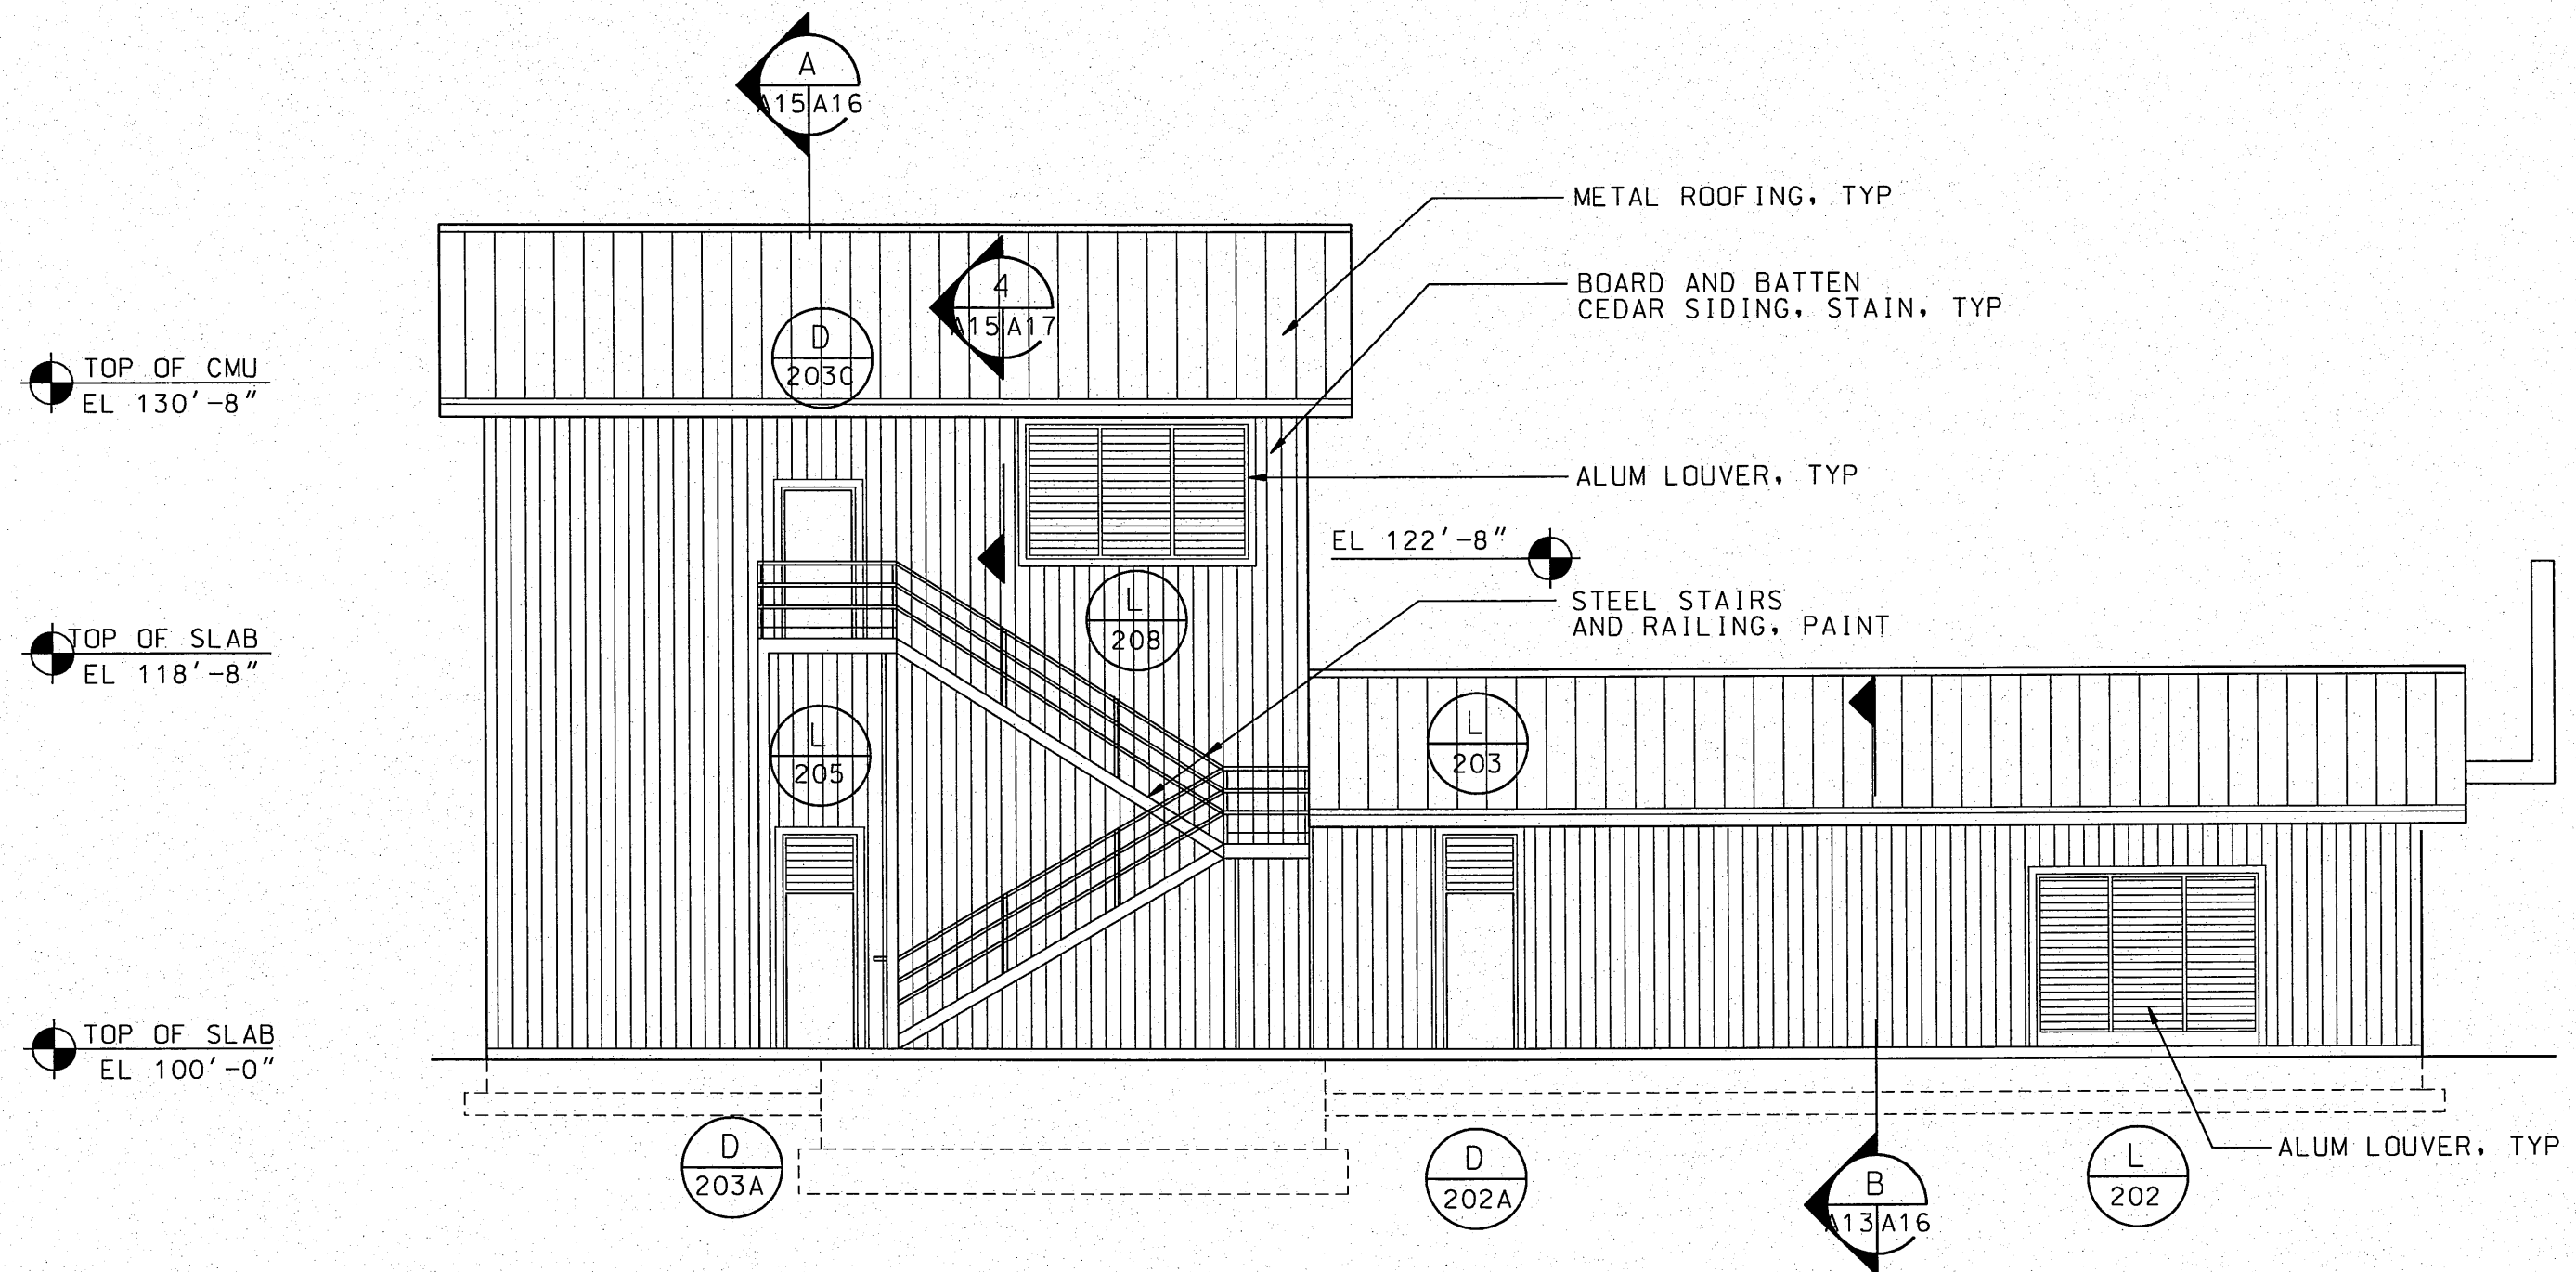 A
A15 A16
METAL ROOFING, TYP
BOARD AND BATTEN
CEDAR SIDING, STAIN, TYP
4
A15 A17
D
203C
TOP OF CMU
EL 130'-8"
ALUM LOUVER, TYP
EL 122'-8"
STEEL STAIRS
AND RAILING, PAINT
L
208
TOP OF SLAB
EL 118'-8"
L
205
L
203
TOP OF SLAB
EL 100'-0"
D
203A
D
202A
B
A13 A16
L
202
ALUM LOUVER, TYP